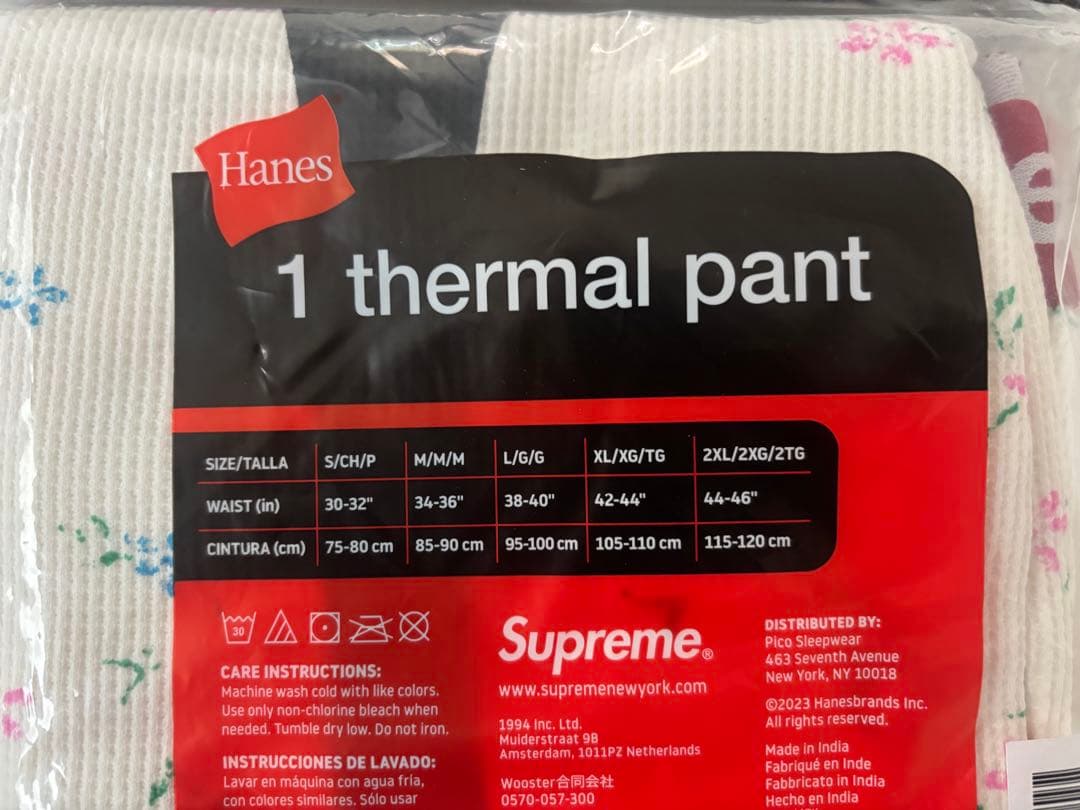 Hanes
1 thermal pant
SIZE/TALLA S/CH/P M/M/M L/G/G XL/XG/TG 2XL/2XG/2TG
WAIST (in) 30-32" 34-36" 38-40" 42-44" 44-46"
CINTURA (cm) 75-80 cm 85-90 cm 95-100 cm 105-110 cm 115-120 cm
30
CARE INSTRUCTIONS:
Machine wash cold with like colors.
Use only non-chlorine bleach when
needed. Tumble dry low. Do not iron.
INSTRUCCIONES DE LAVADO:
Lavar en máquina con agua fría,
con colores similares. Sólo usar
Supreme®
www.supremenewyork.com
1994 Inc. Ltd.
Muiderstraat 9B
Amsterdam, 1011PZ Netherlands
Wooster合同会社
0570-057-300
DISTRIBUTED BY:
Pico Sleepwear
463 Seventh Avenue
New York, NY 10018
©2023 Hanesbrands Inc.
All rights reserved.
Made in India
Fabriqué en Inde
Fabbricato in India
Hecho en India